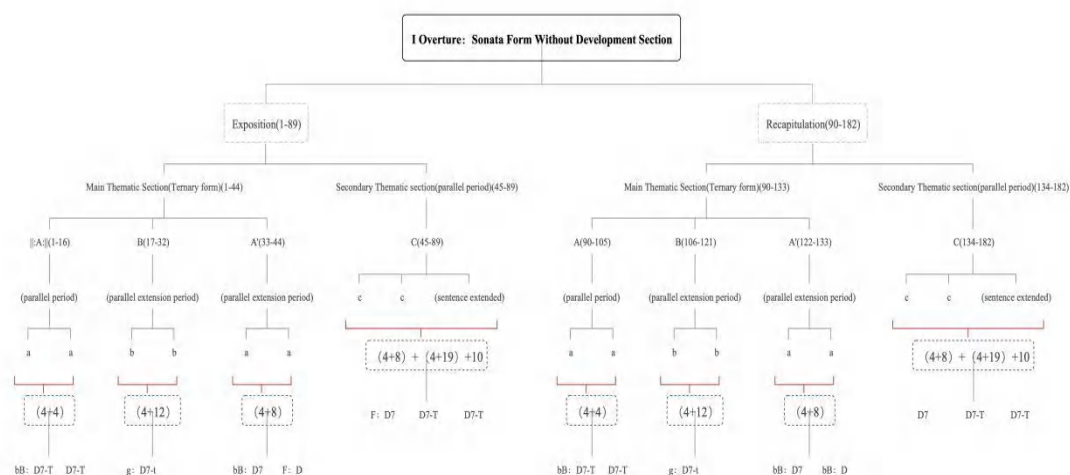 I Overture: Sonata Form Without Development Section
Exposition(1-89)
Recapitulation(90-182)
Main Thematic Section(Ternary form)(1-44)
Secondary Thematic section(parallel period)(45-89)
Main Thematic Section(Ternary form)(90-133)
Secondary Thematic section(parallel period)(134-182)
||:A:||(1-16)
B(17-32)
A'(33-44)
C(45-89)
A(90-105)
B(106-121)
A'(122-133)
C(134-182)
(parallel period)
(parallel extension period)
(parallel extension period)
c
c
(sentence extended)
(parallel period)
(parallel extension period)
(parallel extension period)
c
c
(sentence extended)
a
a
b
b
a
a
(4+8) + (4+19) +10
a
a
b
b
a
a
(4+8) + (4+19) +10
(4+4)
(4+12)
(4+8)
F: D7 D7-T D7-T
(4+4)
(4+12)
(4+8)
D7 D7-T D7-T
bB: D7-T D7-T
g: D7-t
bB: D7 F: D
bB: D7-T D7-T
g: D7-t
bB: D7 bB: D